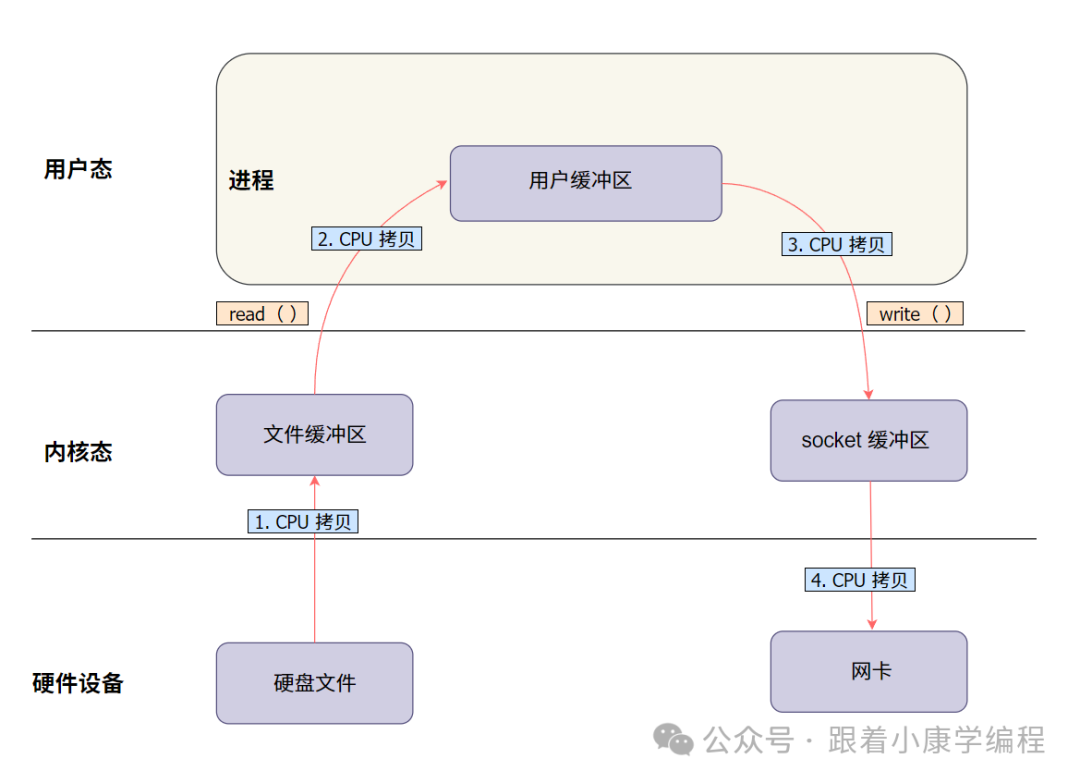 用户态
进程
用户缓冲区
2. CPU 拷贝
3. CPU 拷贝
read（ ）
write（ ）
内核态
文件缓冲区
socket 缓冲区
1. CPU 拷贝
4. CPU 拷贝
硬件设备
硬盘文件
网卡
公众号 · 跟着小康学编程